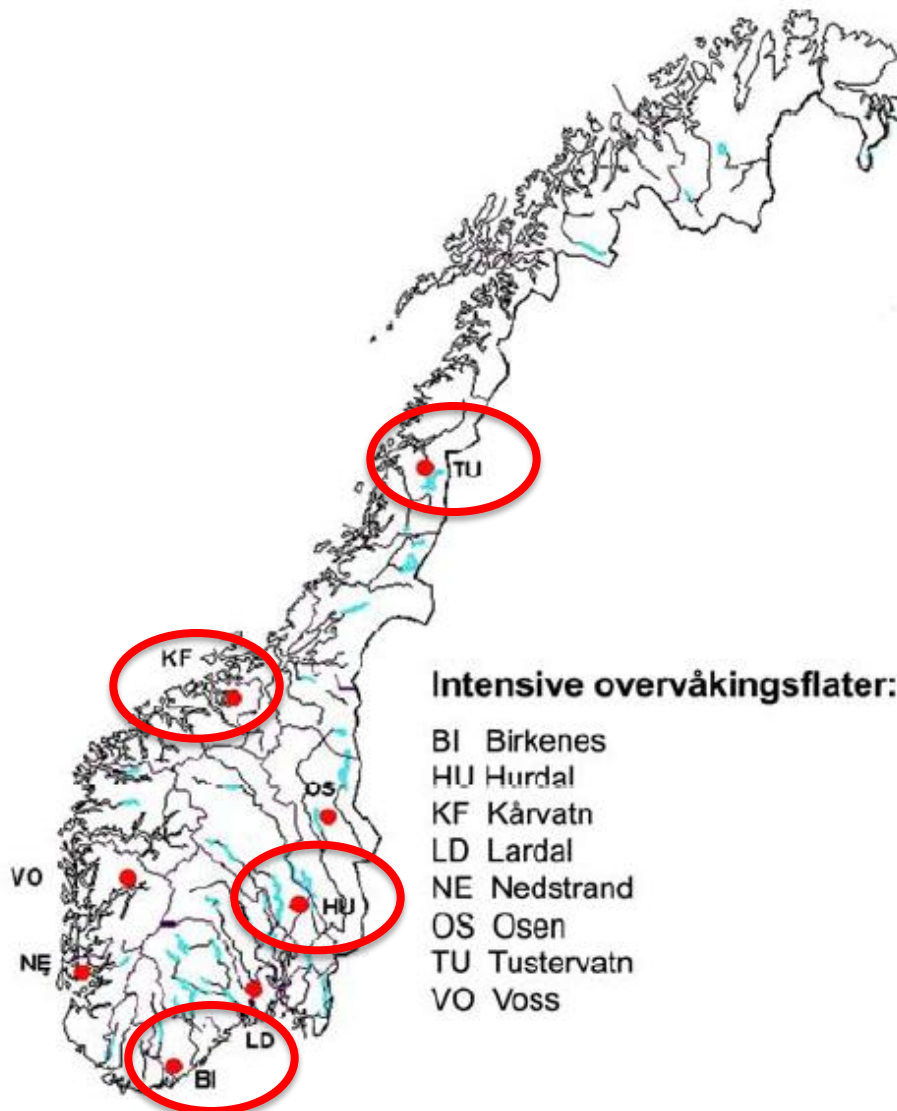 TU
KF
Intensive overvåkingsflater:
BI Birkenes
HU Hurdal
KF Kårvatn
LD Lardal
NE Nedstrand
OS Osen
TU Tustervatn
VO Voss
OS
VO
HU
NE
LD
BI